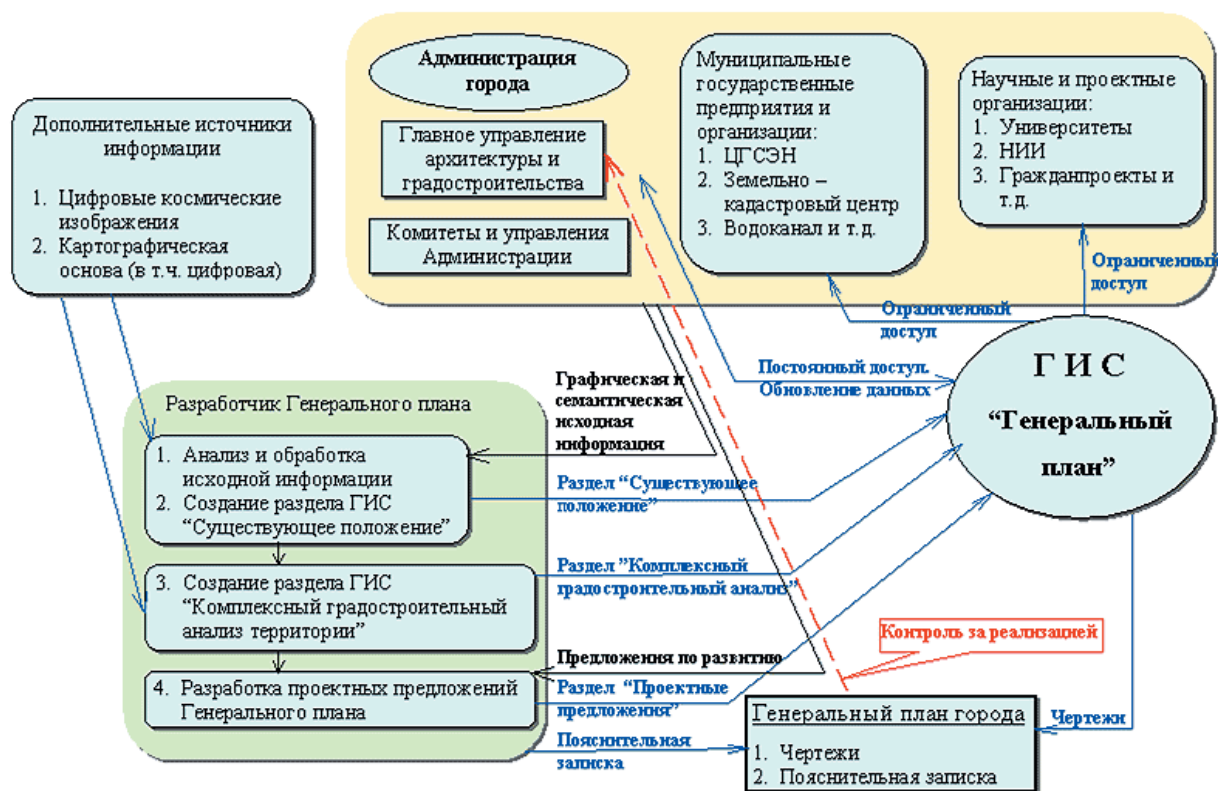 Администрация
города
Главное управление
архитектуры и
градостроительства
Комитеты и управления
Администрации
Муниципальные
государственные
предприятия и
организации:
1. ЦГСЭН
2. Земельно –
кадастровый центр
3. Водоканал и т.д.
Научные и проектные
организации:
1. Университеты
2. НИИ
3. Гражданпроекты и
т.д.
Дополнительные источники
информации
1. Цифровые космические
изображения
2. Картографическая
основа (в т.ч. цифровая)
Ограниченный
доступ
Ограниченный
доступ
Постоянный доступ.
Обновление данных
Г И С
“Генеральный
план”
Графическая и
семантическая
исходная
информация
Разработчик Генерального плана
1. Анализ и обработка
исходной информации
2. Создание раздела ГИС
“Существующее положение”
3. Создание раздела ГИС
“Комплексный градостроительный
анализ территории”
4. Разработка проектных предложений
Генерального плана
Раздел “Существующее
положение”
Раздел ”Комплексный
градостроительный анализ”
Предложения по развитию
Раздел “Проектные
предложения”
Пояснительная
записка
Контроль за реализацией
Чертежи
Генеральный план города
1. Чертежи
2. Пояснительная записка